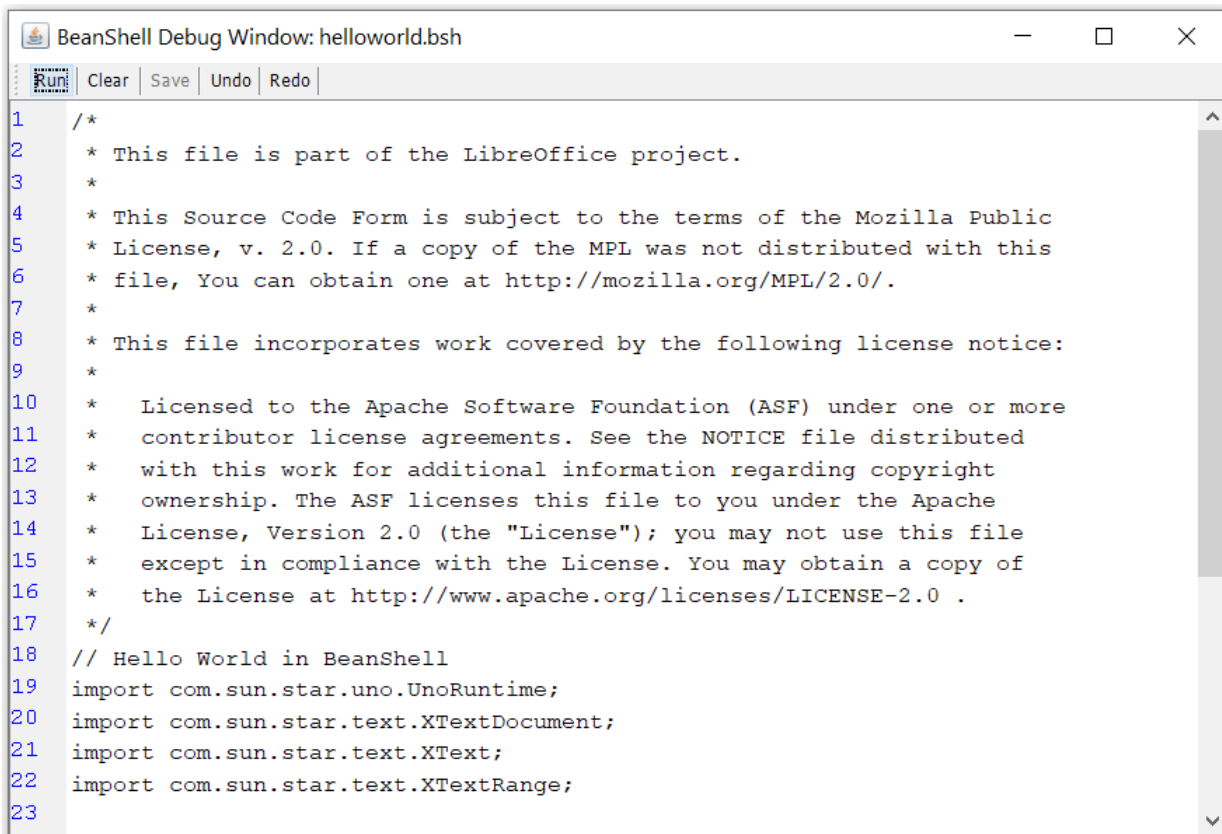 BeanShell Debug Window: helloworld.bsh
Run Clear Save Undo Redo
1 /*
2  * This file is part of the LibreOffice project.
3  *
4  * This Source Code Form is subject to the terms of the Mozilla Public
5  * License, v. 2.0. If a copy of the MPL was not distributed with this
6  * file, You can obtain one at http://mozilla.org/MPL/2.0/.
7  *
8  * This file incorporates work covered by the following license notice:
9  *
10  *   Licensed to the Apache Software Foundation (ASF) under one or more
11  *   contributor license agreements. See the NOTICE file distributed
12  *   with this work for additional information regarding copyright
13  *   ownership. The ASF licenses this file to you under the Apache
14  *   License, Version 2.0 (the "License"); you may not use this file
15  *   except in compliance with the License. You may obtain a copy of
16  *   the License at http://www.apache.org/licenses/LICENSE-2.0 .
17  */
18 // Hello World in BeanShell
19 import com.sun.star.uno.UnoRuntime;
20 import com.sun.star.text.XTextDocument;
21 import com.sun.star.text.XText;
22 import com.sun.star.text.XTextRange;
23